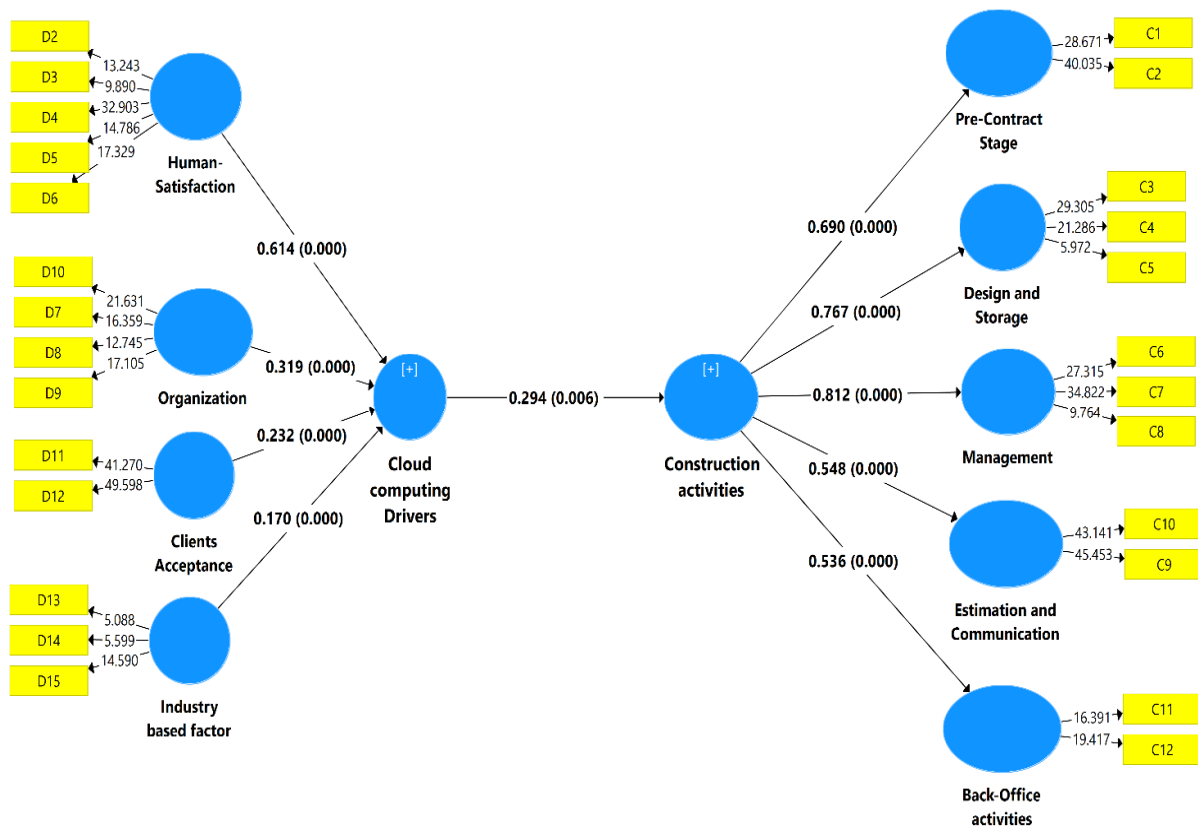 D2
D3
D4
D5
D6
13.243
9.890
32.903
14.786
17.329
Human-
Satisfaction
0.614 (0.000)
D10
D7
D8
D9
21.631
16.359
12.745
17.105
Organization
0.319 (0.000)
D11
D12
41.270
49.598
Clients
Acceptance
0.232 (0.000)
D13
D14
D15
5.088
5.599
14.590
Industry
based factor
0.170 (0.000)
[+]
Cloud
computing
Drivers
0.294 (0.006)
[+]
Construction
activities
0.690 (0.000)
Pre-Contract
Stage
28.671
40.035
C1
C2
0.767 (0.000)
Design and
Storage
29.305
21.286
5.972
C3
C4
C5
0.812 (0.000)
Management
27.315
34.822
9.764
C6
C7
C8
0.548 (0.000)
Estimation and
Communication
43.141
45.453
C10
C9
0.536 (0.000)
Back-Office
activities
16.391
19.417
C11
C12